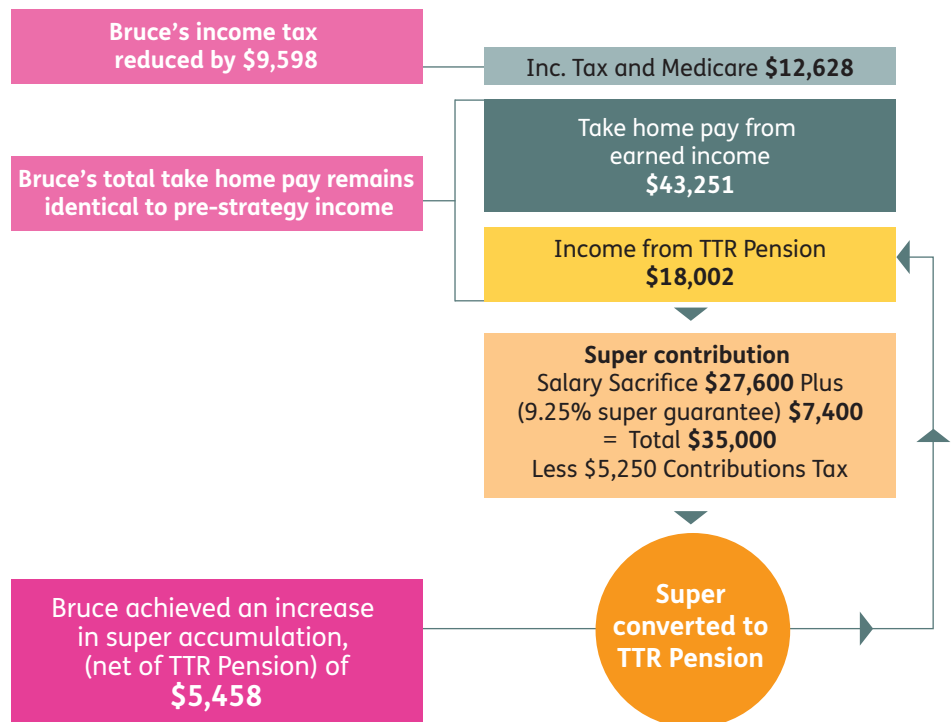 Bruce's income tax
reduced by $9,598
Inc. Tax and Medicare $12,628
Take home pay from
earned income
$43,251
Bruce's total take home pay remains
identical to pre-strategy income
Income from TTR Pension
$18,002
Super contribution
Salary Sacrifice $27,600 Plus
(9.25% super guarantee) $7,400
= Total $35,000
Less $5,250 Contributions Tax
Bruce achieved an increase
in super accumulation,
(net of TTR Pension) of
$5,458
Super
converted to
TTR Pension